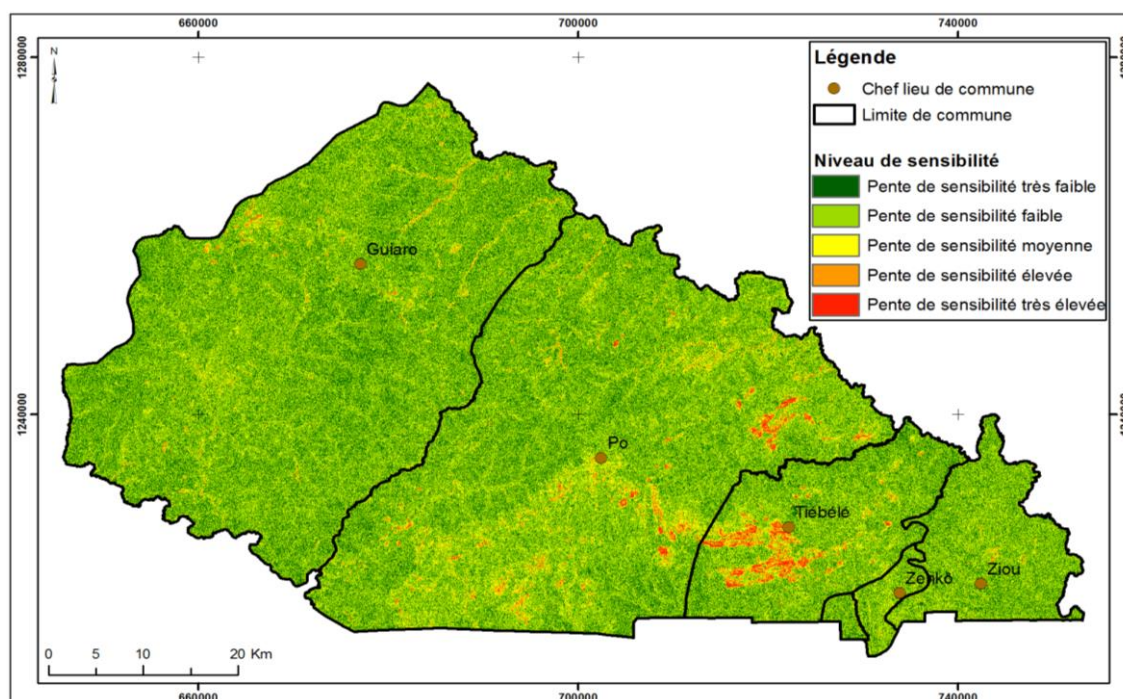 660000 700000 740000
1280000
N
S
Légende
Chef lieu de commune
Limite de commune
Niveau de sensibilité
Pente de sensibilité très faible
Pente de sensibilité faible
Pente de sensibilité moyenne
Pente de sensibilité élevée
Pente de sensibilité très élevée
Guiaro
1240000
Po
Tiébélé
Zenkô
Ziou
0 5 10 20 Km
660000 700000 740000